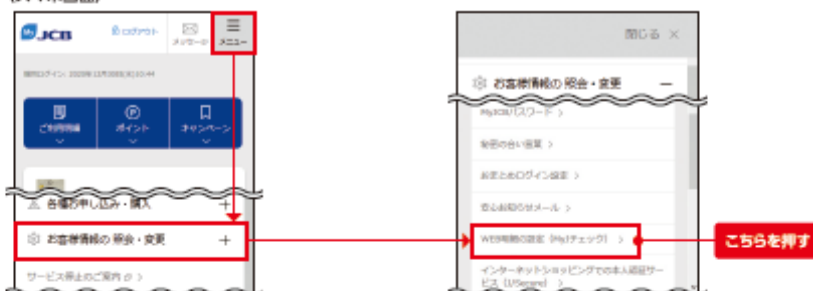 My JCB
ログアウト
メッセージ
メニュー
ご利用明細
ポイント
キャンペーン
各種お申し込み・購入 +
お客様情報の 照会・変更 +
サービス停止のご案内 >
閉じる ×
お客様情報の 照会・変更 −
MyJCBパスワード >
秘密の合い言葉 >
おまとめログイン設定 >
安心お知らせメール >
WEB明細の設定（MyJチェック） >
こちらを押す
インターネットショッピングでの本人認証サー
ビス（J/Secure） >